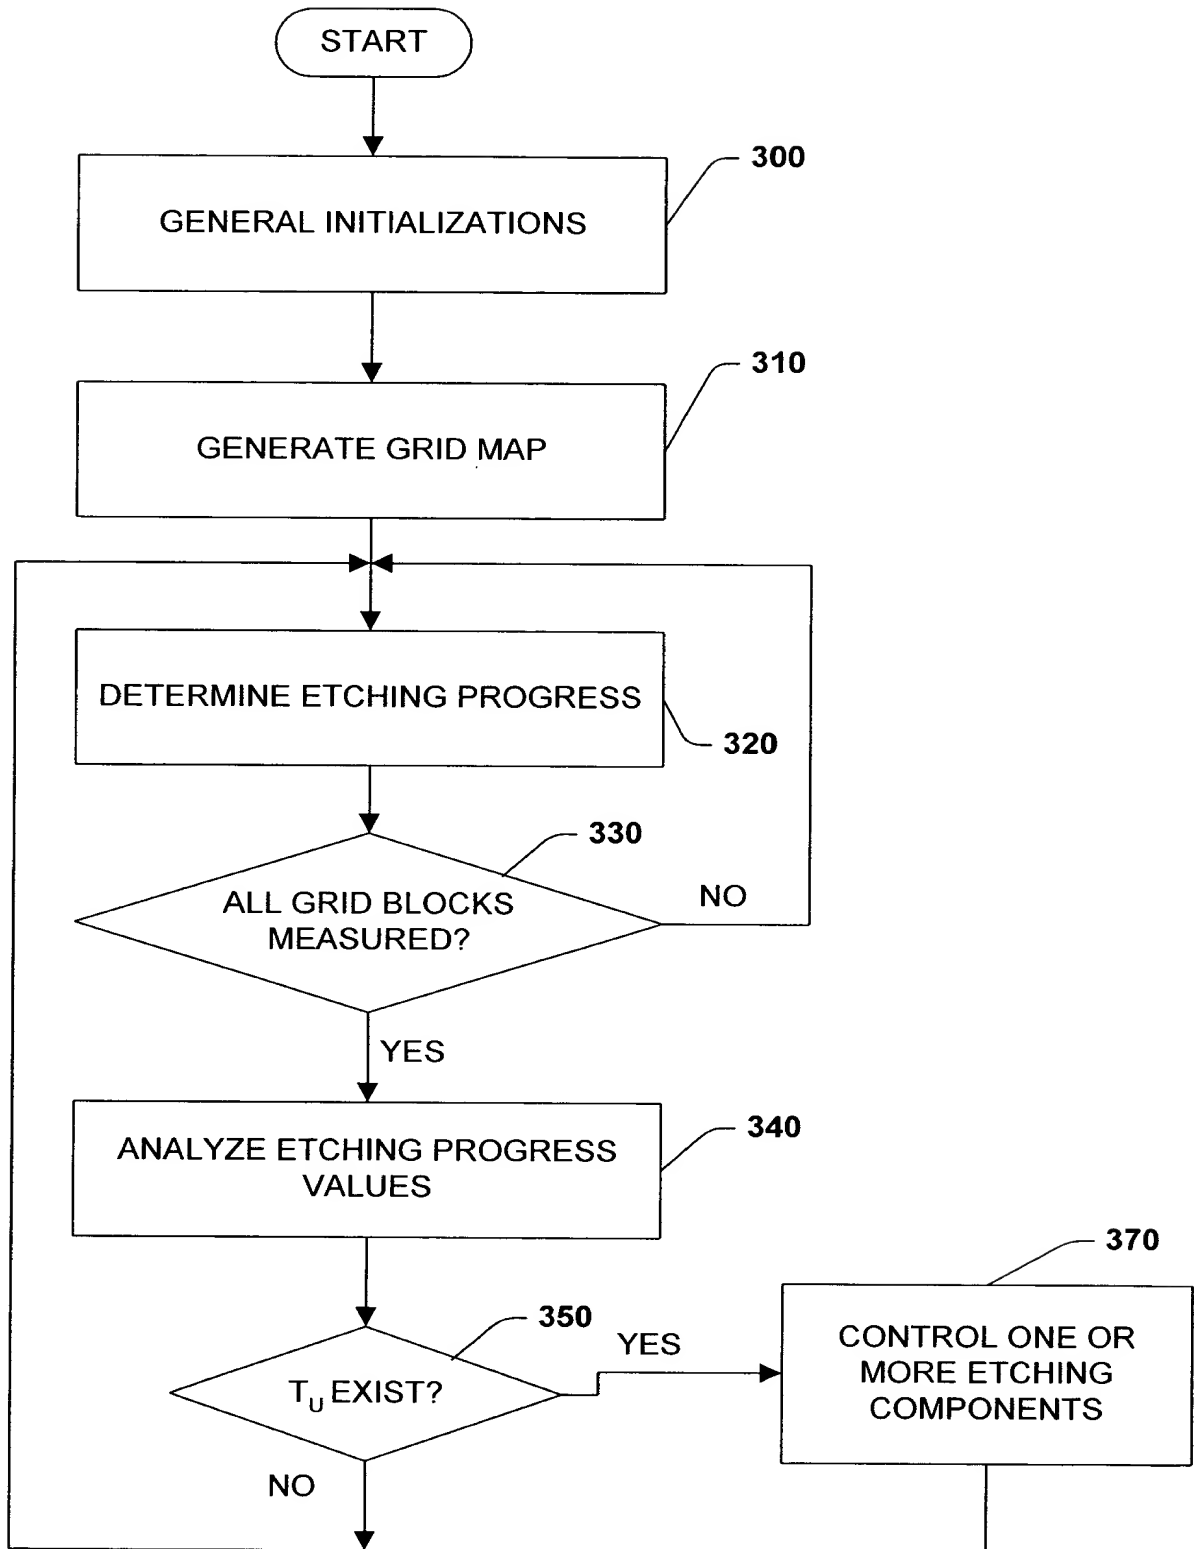 START
300
GENERAL INITIALIZATIONS
310
GENERATE GRID MAP
DETERMINE ETCHING PROGRESS
320
330
ALL GRID BLOCKS
MEASURED?
NO
YES
340
ANALYZE ETCHING PROGRESS
VALUES
350
T_U EXIST?
YES
NO
370
CONTROL ONE OR
MORE ETCHING
COMPONENTS